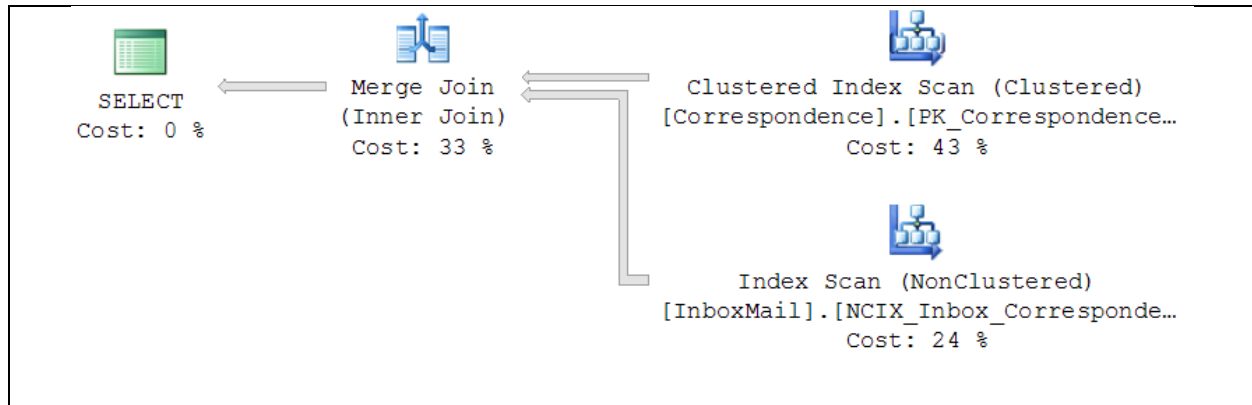 SELECT
Cost: 0 %
Merge Join
(Inner Join)
Cost: 33 %
Clustered Index Scan (Clustered)
[Correspondence].[PK_Correspondence…
Cost: 43 %
Index Scan (NonClustered)
[InboxMail].[NCIX_Inbox_Corresponde…
Cost: 24 %